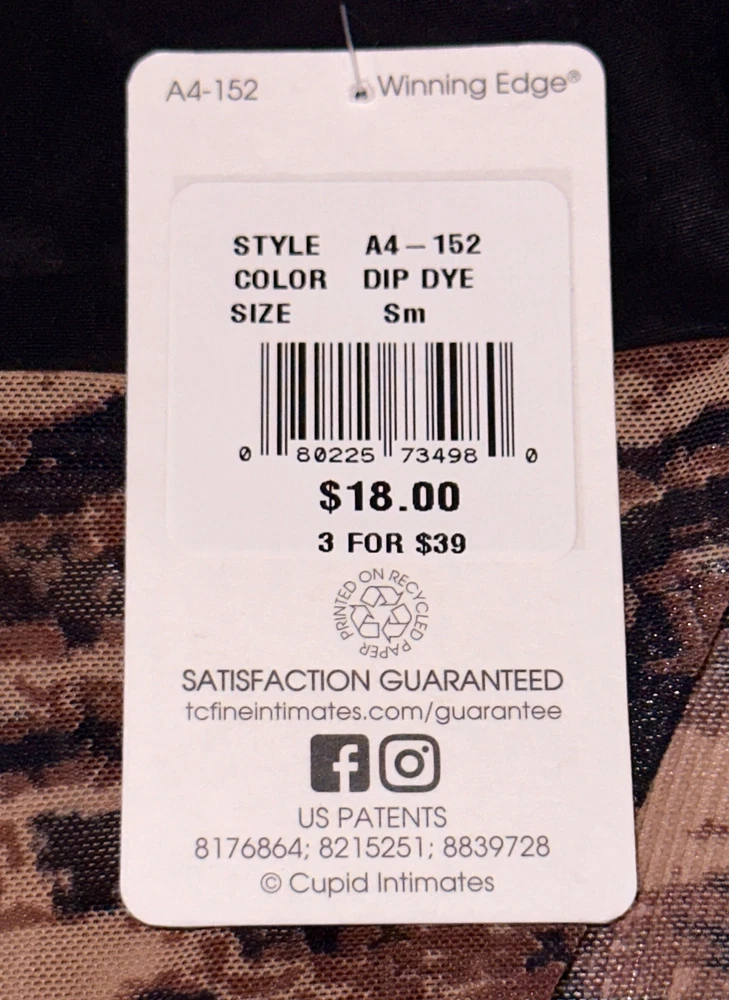 A4-152 Winning Edge®
STYLE A4-152
COLOR DIP DYE
SIZE Sm
0 80225 73498 0
$18.00
3 FOR $39
PRINTED ON RECYCLED PAPER
SATISFACTION GUARANTEED
tcfineintimates.com/guarantee
US PATENTS
8176864; 8215251; 8839728
© Cupid Intimates